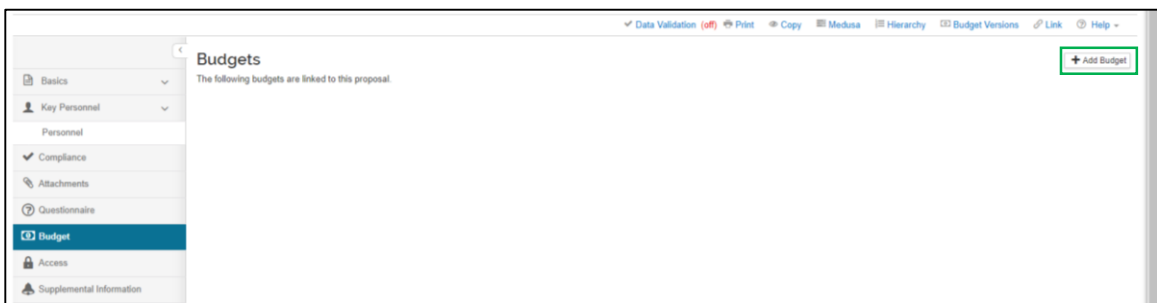 Data Validation (off) Print Copy Medusa Hierarchy Budget Versions Link Help
Budgets
+ Add Budget
The following budgets are linked to this proposal.
Basics
Key Personnel
Personnel
Compliance
Attachments
Questionnaire
Budget
Access
Supplemental Information